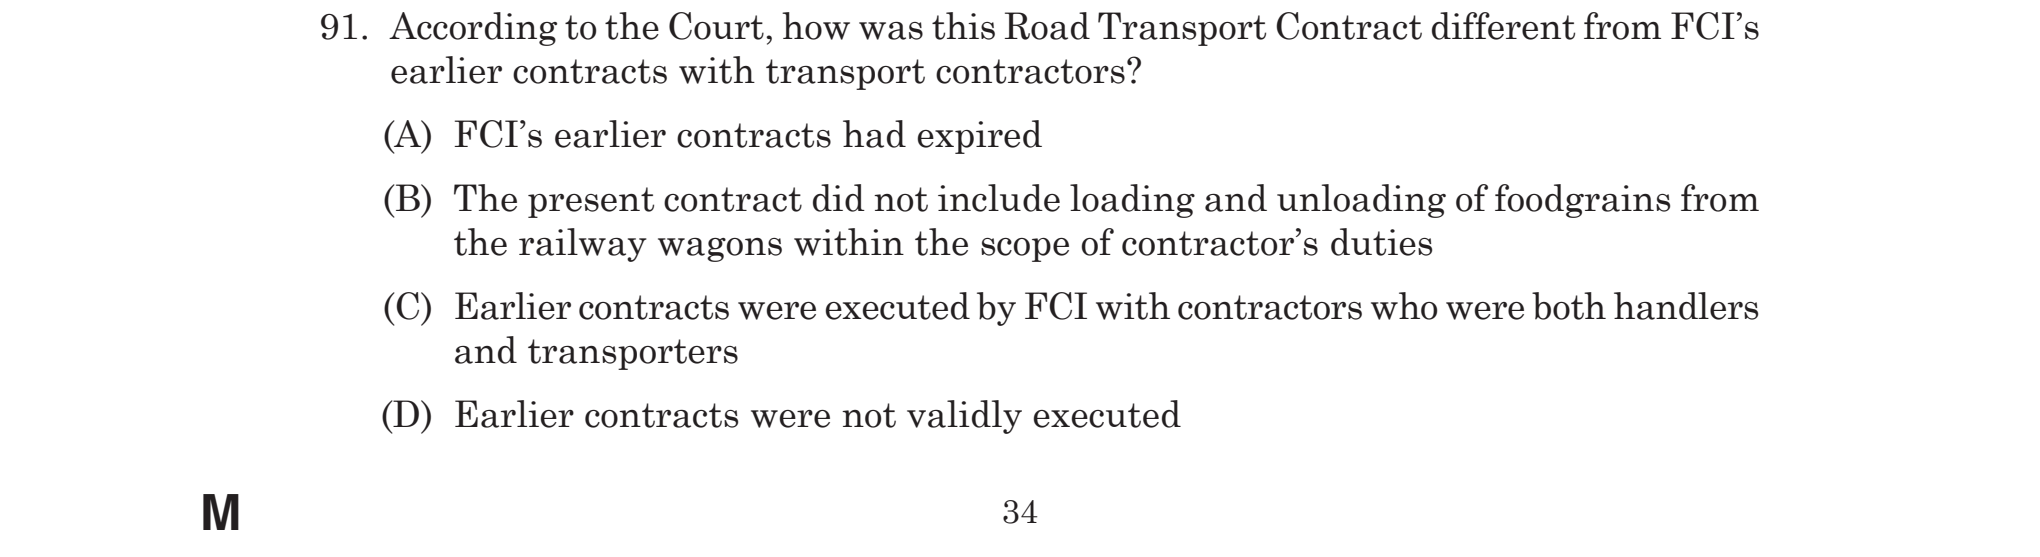 91. According to the Court, how was this Road Transport Contract different from FCI’s
earlier contracts with transport contractors?
(A) FCI’s earlier contracts had expired
(B) The present contract did not include loading and unloading of foodgrains from
the railway wagons within the scope of contractor’s duties
(C) Earlier contracts were executed by FCI with contractors who were both handlers
and transporters
(D) Earlier contracts were not validly executed
M 34